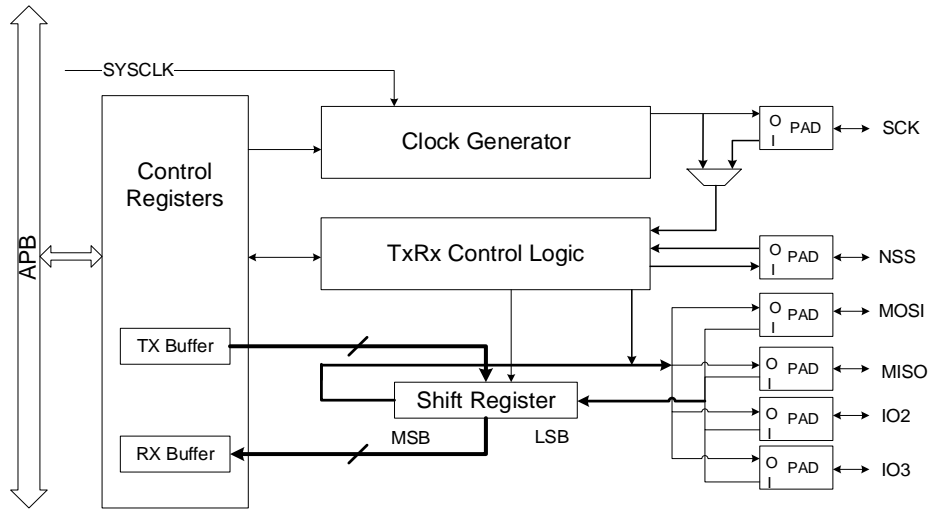 SYSCLK
Clock Generator
O
I
PAD
SCK
Control
Registers
APB
TxRx Control Logic
O
I
PAD
NSS
O
I
PAD
MOSI
TX Buffer
O
I
PAD
MISO
Shift Register
MSB
LSB
O
I
PAD
IO2
RX Buffer
O
I
PAD
IO3